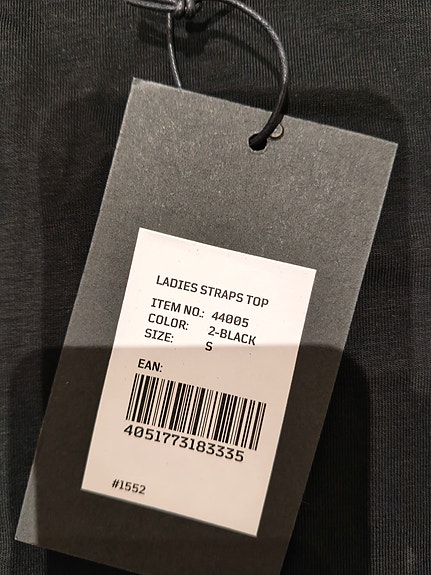 LADIES STRAPS TOP
ITEM NO.: 44005
COLOR: 2-BLACK
SIZE: S
EAN:
4051773183335
#1552